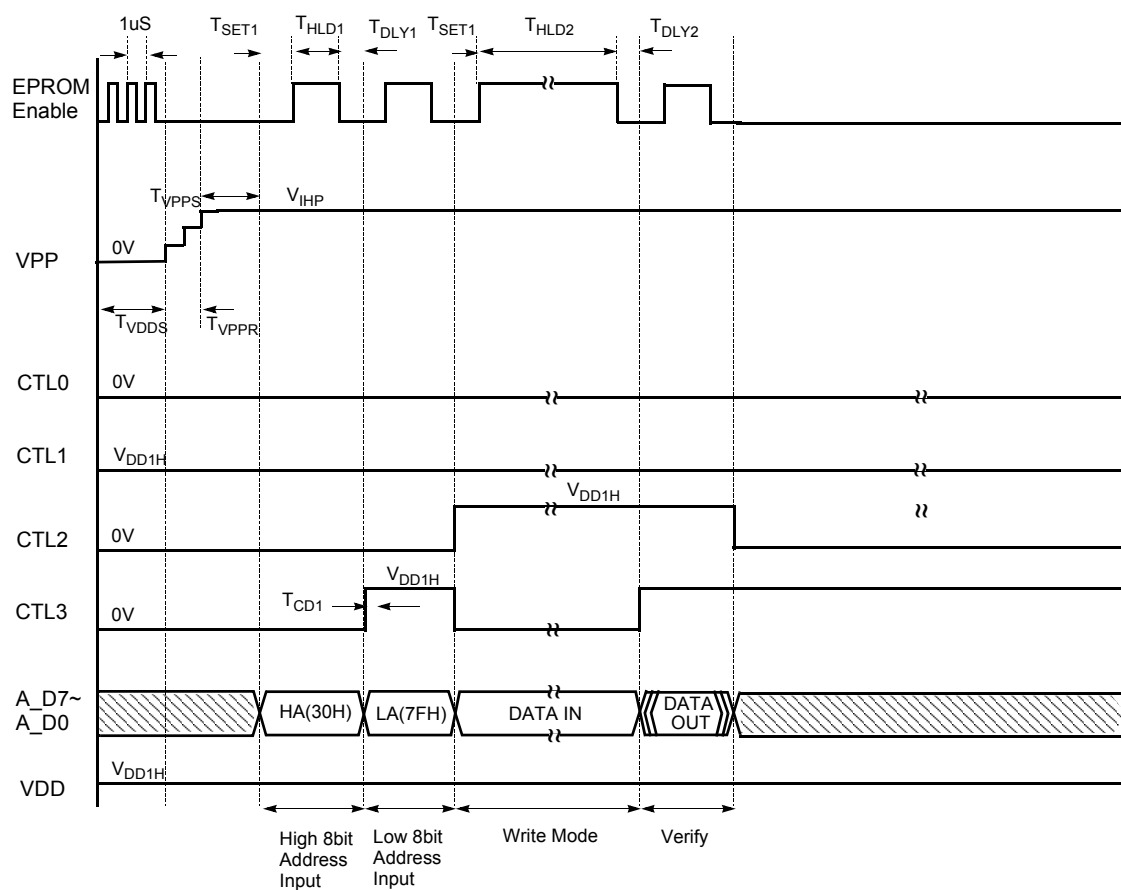 1uS
TSET1
THLD1
TDLY1
TSET1
THLD2
TDLY2
EPROM
Enable
TVPPS
VIHP
0V
VPP
TVDDS
TVPPR
CTL0
0V
CTL1
VDD1H
VDD1H
CTL2
0V
VDD1H
TCD1
CTL3
0V
A_D7~
A_D0
HA(30H)
LA(7FH)
DATA IN
DATA
OUT
VDD1H
VDD
High 8bit
Address
Input
Low 8bit
Address
Input
Write Mode
Verify